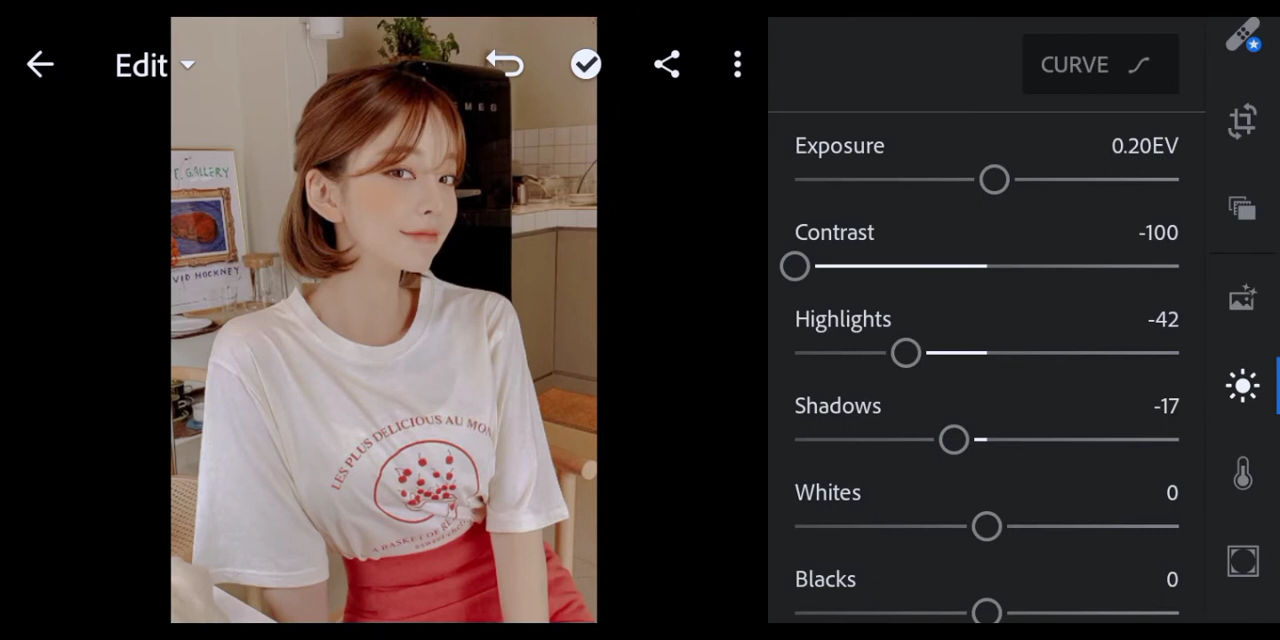 Edit
CURVE
Exposure 0.20EV
Contrast -100
Highlights -42
Shadows -17
Whites 0
Blacks 0
SMEG
T. GALLERY
VID HOCKNEY
LES PLUS DELICIOUS AU MON
A BASKET OF